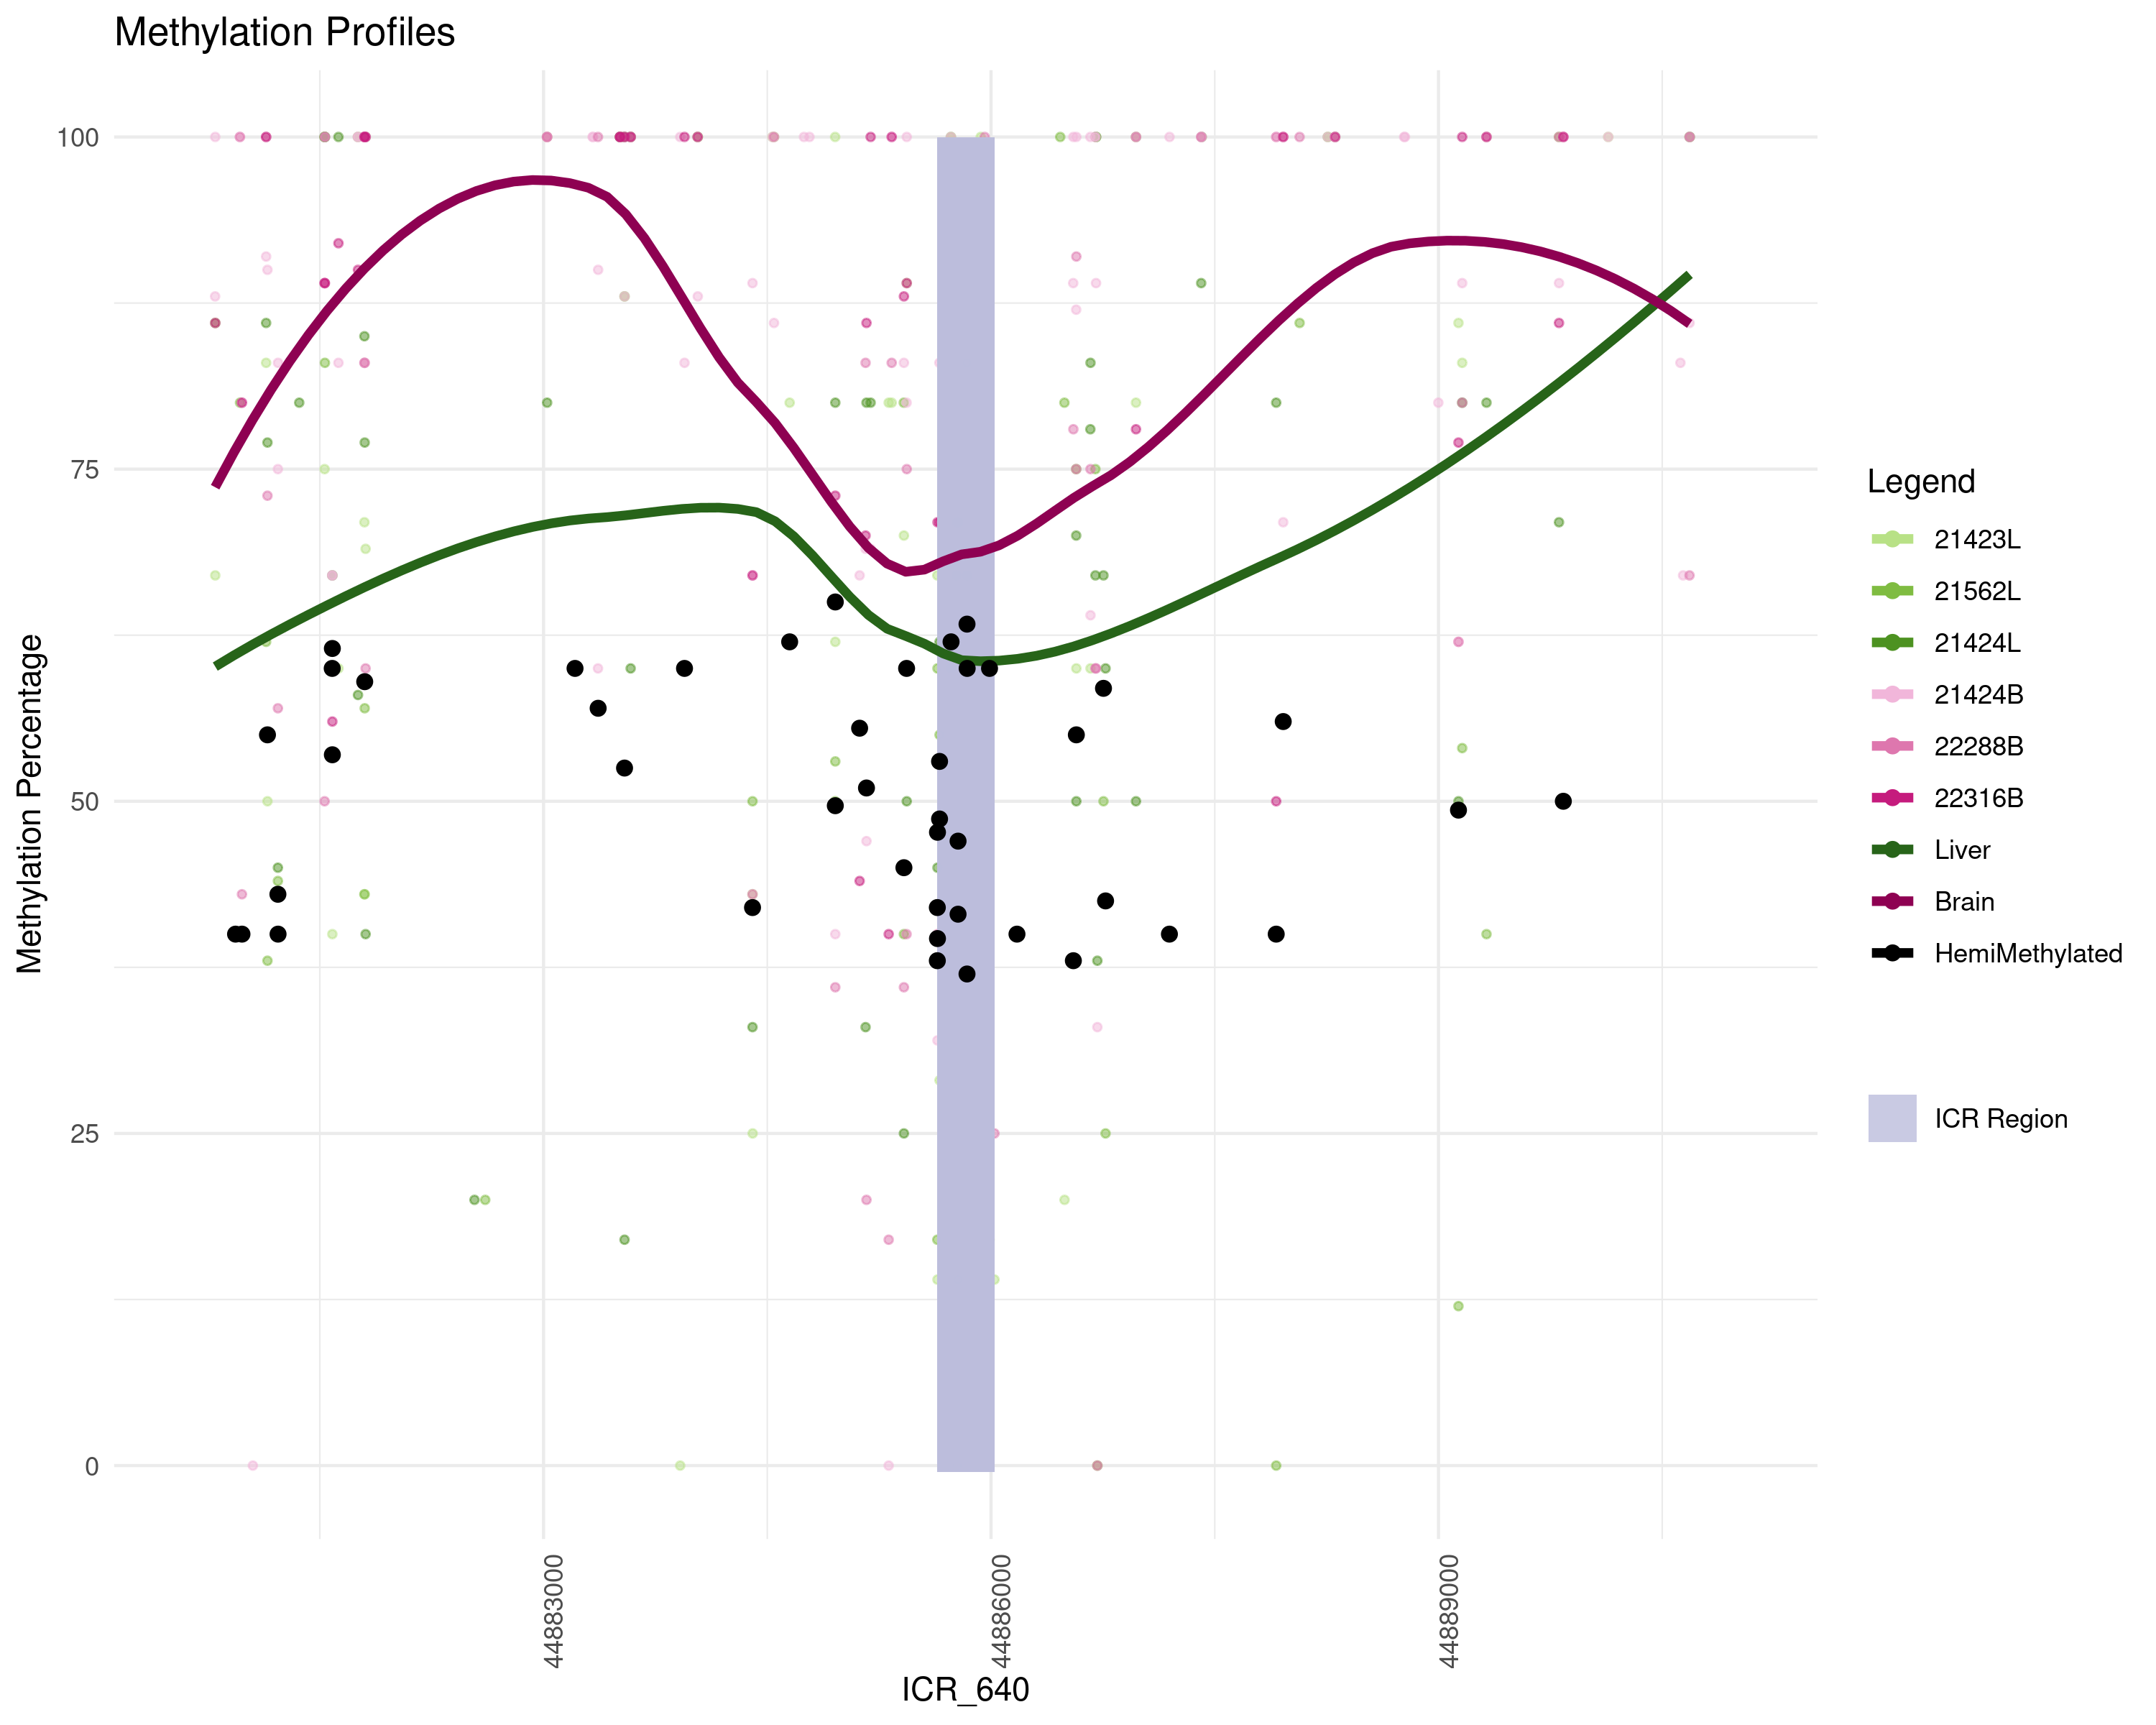 Methylation Profiles
Methylation Percentage
100
75
50
25
0
44883000
44886000
44889000
ICR_640
Legend
21423L
21562L
21424L
21424B
22288B
22316B
Liver
Brain
HemiMethylated
ICR Region